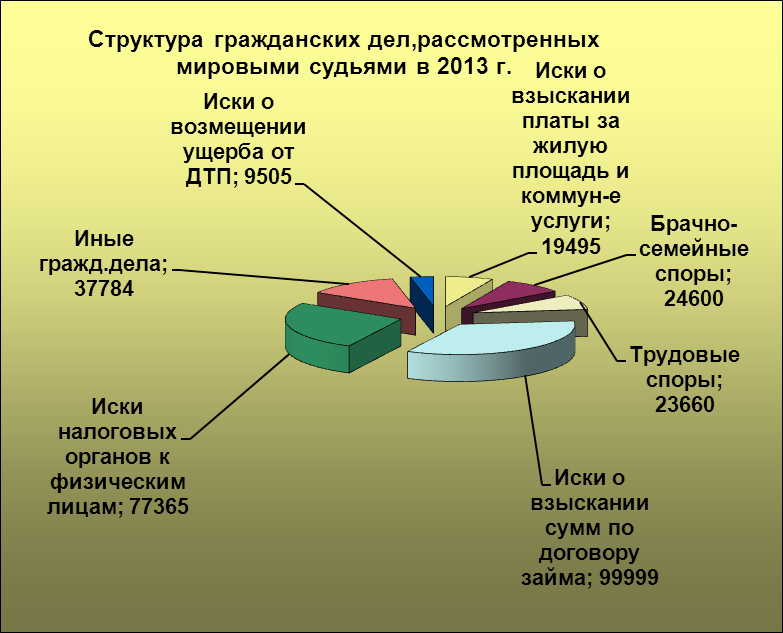 Структура гражданских дел,рассмотренных
мировыми судьями в 2013 г.
Иски о
возмещении
ущерба от
ДТП; 9505
Иски о
взыскании
платы за
жилую
площадь и
коммун-е
услуги;
19495
Брачно-
семейные
споры;
24600
Трудовые
споры;
23660
Иски о
взыскании
сумм по
договору
займа; 99999
Иски
налоговых
органов к
физическим
лицам; 77365
Иные
гражд.дела;
37784